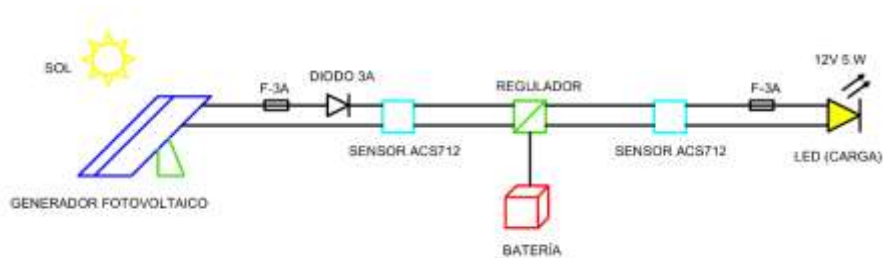 SOL
F-3A
DIODO 3A
REGULADOR
F-3A
12V 5 W
SENSOR ACS712
SENSOR ACS712
LED (CARGA)
GENERADOR FOTOVOLTAICO
BATERÍA